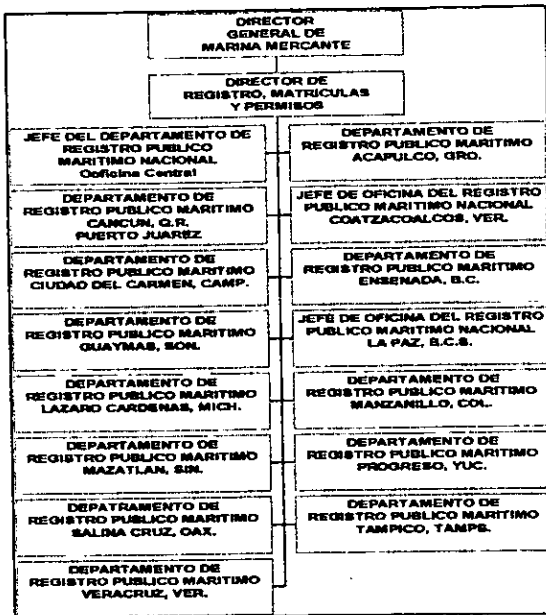 DIRECTOR
GENERAL DE
MARINA MERCANTE
DIRECTOR DE
REGISTRO, MATRICULAS
Y PERMISOS
JEFE DEL DEPARTAMENTO DE
REGISTRO PUBLICO
MARITIMO NACIONAL
Ooficina Central
DEPARTAMENTO DE
REGISTRO PUBLICO MARITIMO
ACAPULCO, GRO.
DEPARTAMENTO DE
REGISTRO PUBLICO MARITIMO
CANCUN, Q.R.
PUERTO JUAREZ
JEFE DE OFICINA DEL REGISTRO
PUBLICO MARITIMO NACIONAL
COATZACOALCOS, VER.
DEPARTAMENTO DE
REGISTRO PUBLICO MARITIMO
CIUDAD DEL CARMEN, CAMP.
DEPARTAMENTO DE
REGISTRO PUBLICO MARITIMO
ENSENADA, B.C.
DEPARTAMENTO DE
REGISTRO PUBLICO MARITIMO
GUAYMAS, SON.
JEFE DE OFICINA DEL REGISTRO
PUBLICO MARITIMO NACIONAL
LA PAZ, B.C.S.
DEPARTAMENTO DE
REGISTRO PUBLICO MARITIMO
LAZARO CARDENAS, MICH.
DEPARTAMENTO DE
REGISTRO PUBLICO MARITIMO
MANZANILLO, COL.
DEPARTAMENTO DE
REGISTRO PUBLICO MARITIMO
MAZATLAN, SIN.
DEPARTAMENTO DE
REGISTRO PUBLICO MARITIMO
PROGRESO, YUC.
DEPATRAMENTO DE
REGISTRO PUBLICO MARITIMO
SALINA CRUZ, OAX.
DEPARTAMENTO DE
REGISTRO PUBLICO MARITIMO
TAMPICO, TAMPS.
DEPARTAMENTO DE
REGISTRO PUBLICO MARITIMO
VERACRUZ, VER.